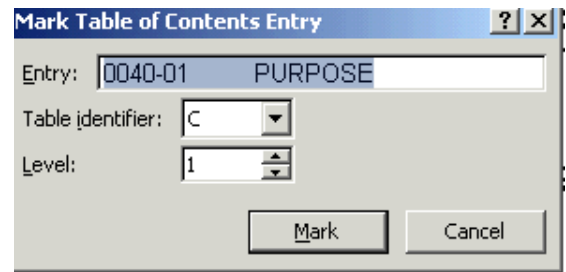 Mark Table of Contents Entry ? ×
Entry: 0040-01 PURPOSE
Table identifier: C
Level: 1
Mark Cancel